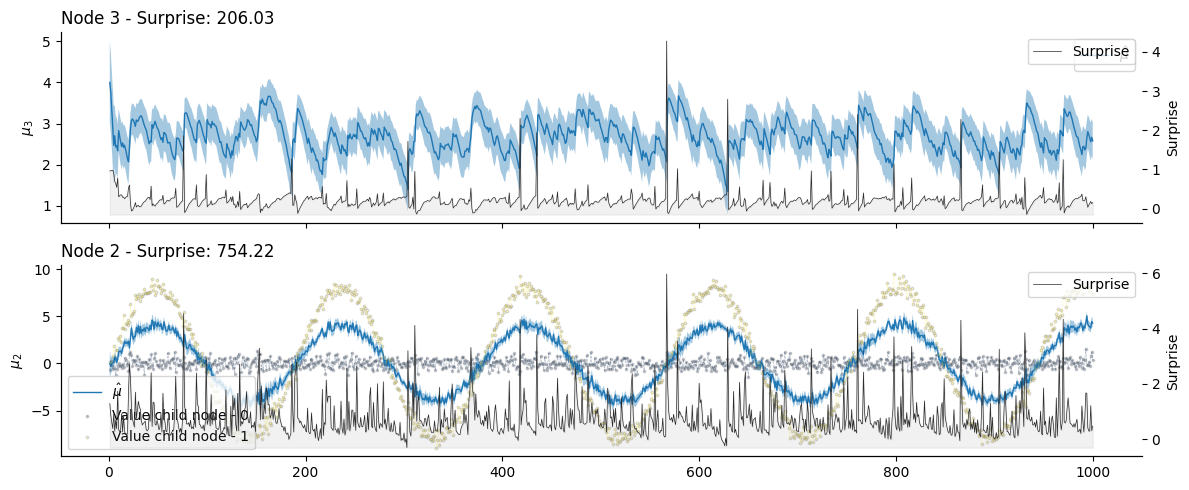 Node 3 - Surprise: 206.03
5
4
3
2
1
μ₃
Surprise
4
3
2
1
0
Surprise
Node 2 - Surprise: 754.22
10
5
0
−5
μ₂
Surprise
μ̂
Value child node - 0
Value child node - 1
6
4
2
0
Surprise
0
200
400
600
800
1000